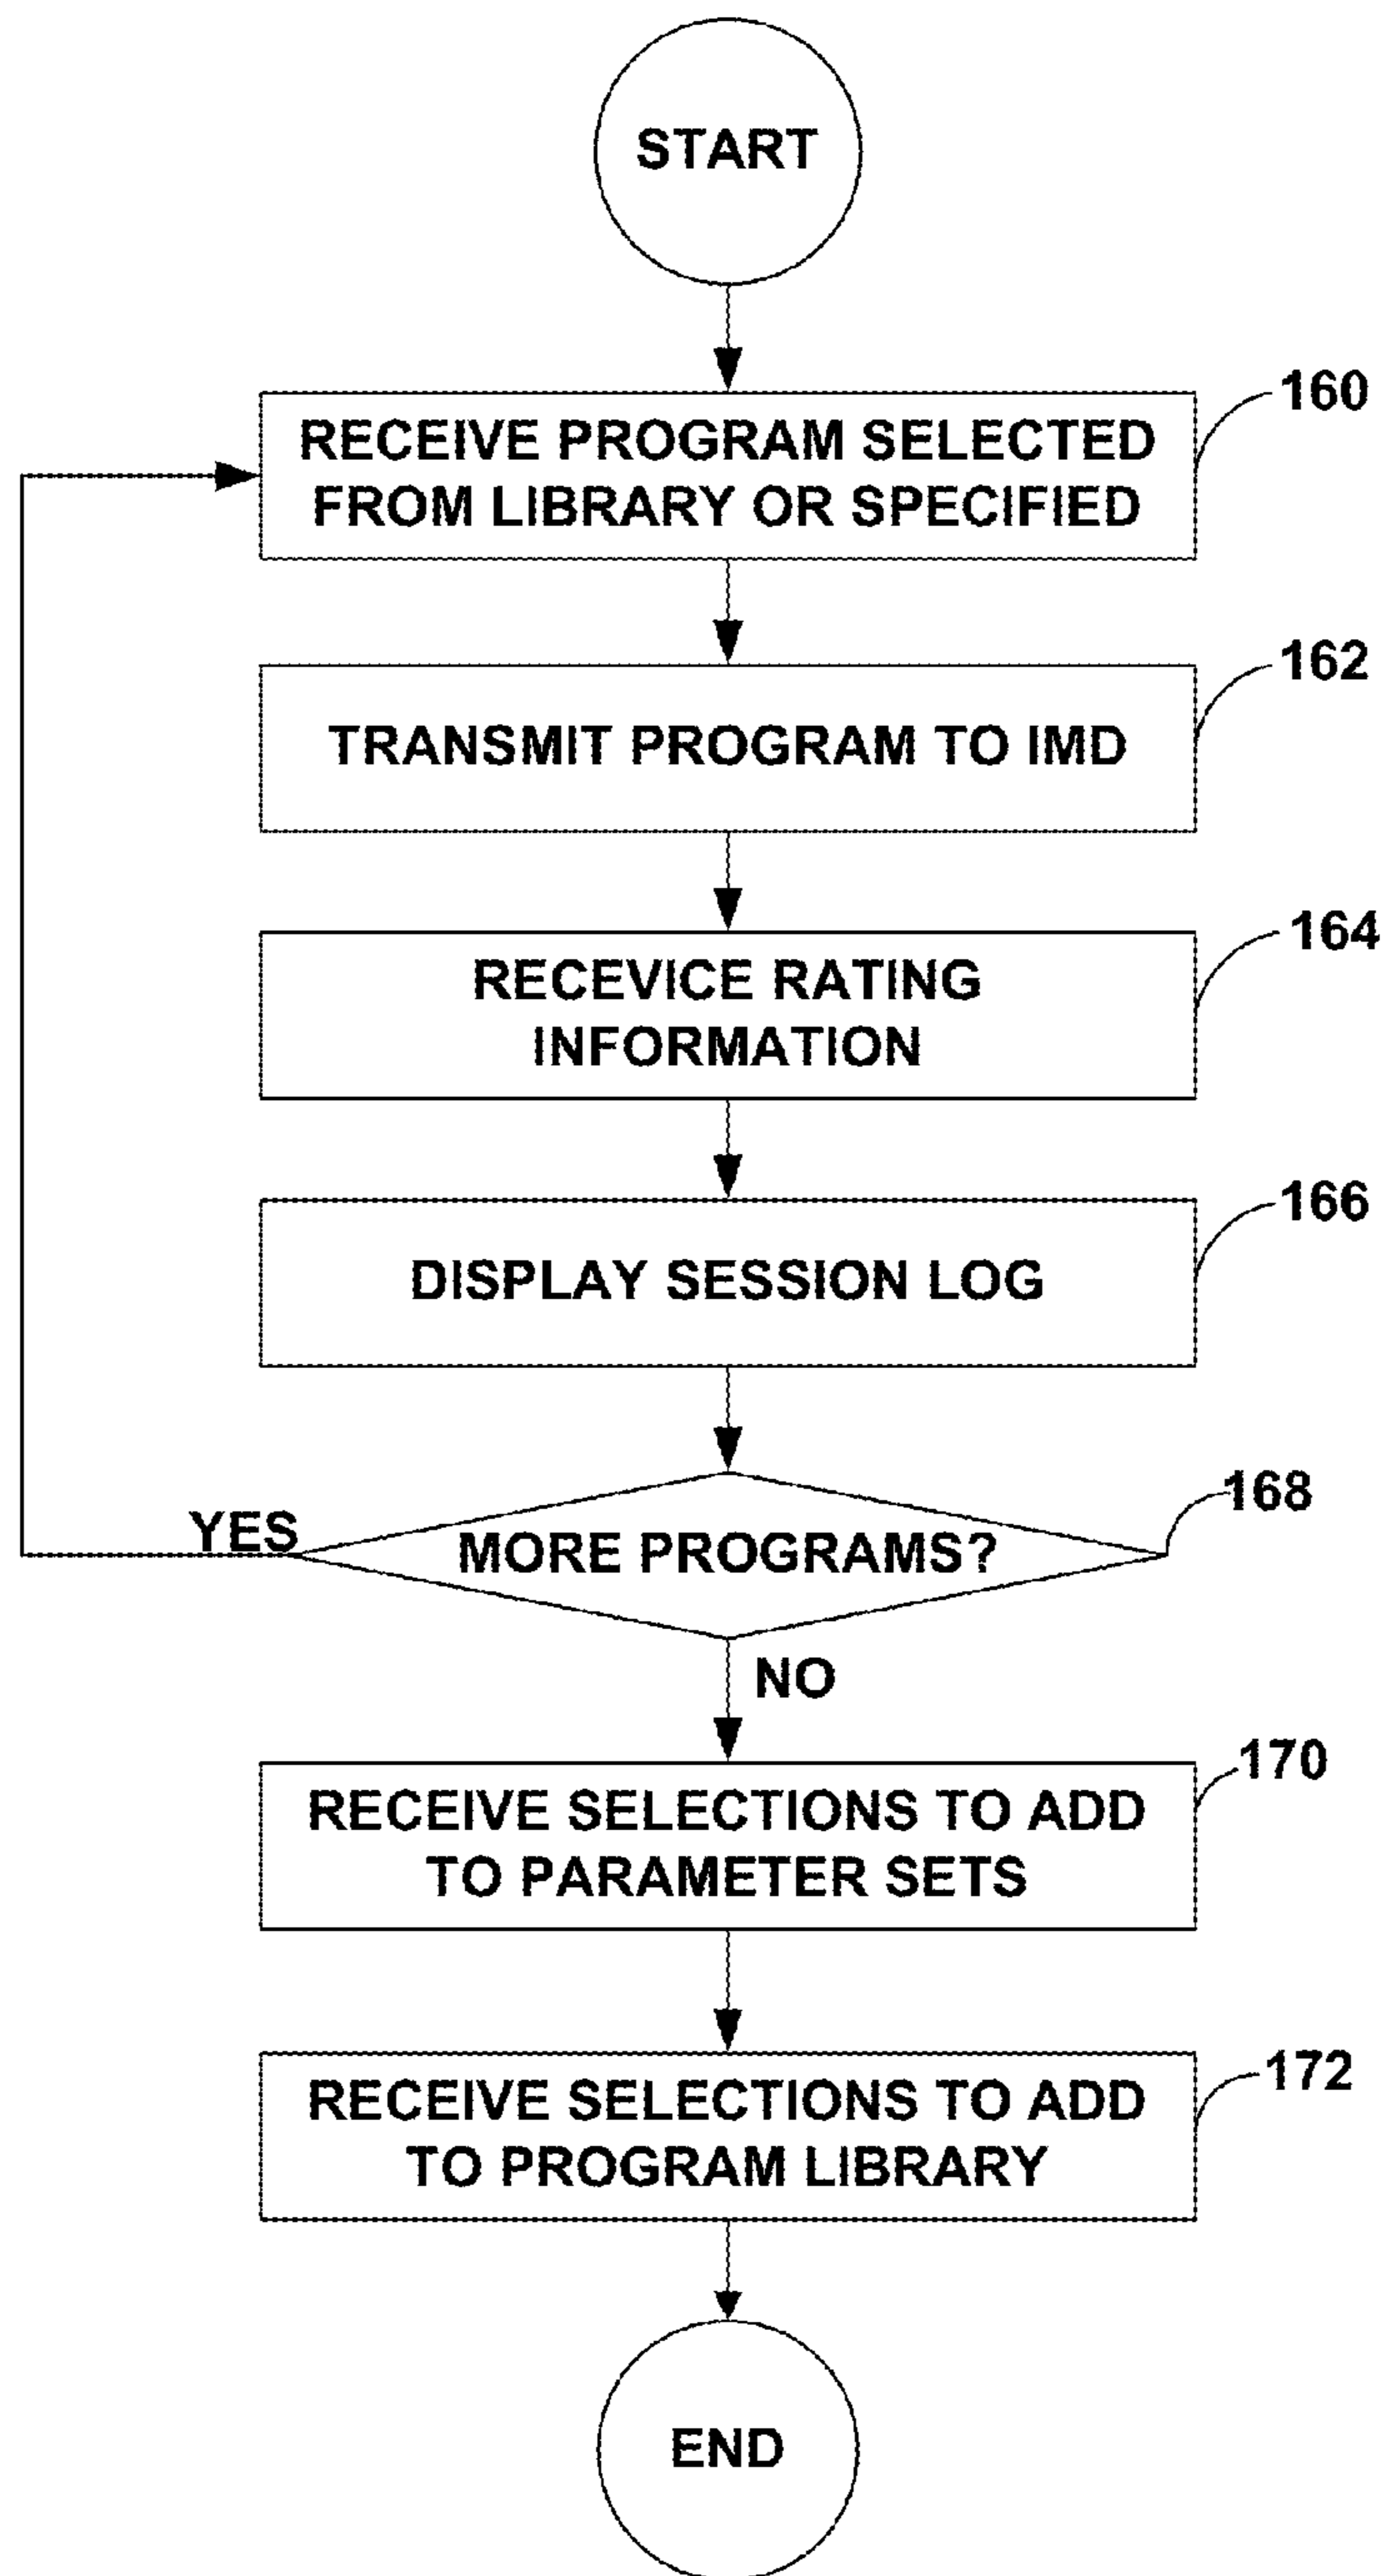 START
160
RECEIVE PROGRAM SELECTED
FROM LIBRARY OR SPECIFIED
162
TRANSMIT PROGRAM TO IMD
164
RECEVICE RATING
INFORMATION
166
DISPLAY SESSION LOG
168
YES
MORE PROGRAMS?
NO
170
RECEIVE SELECTIONS TO ADD
TO PARAMETER SETS
172
RECEIVE SELECTIONS TO ADD
TO PROGRAM LIBRARY
END